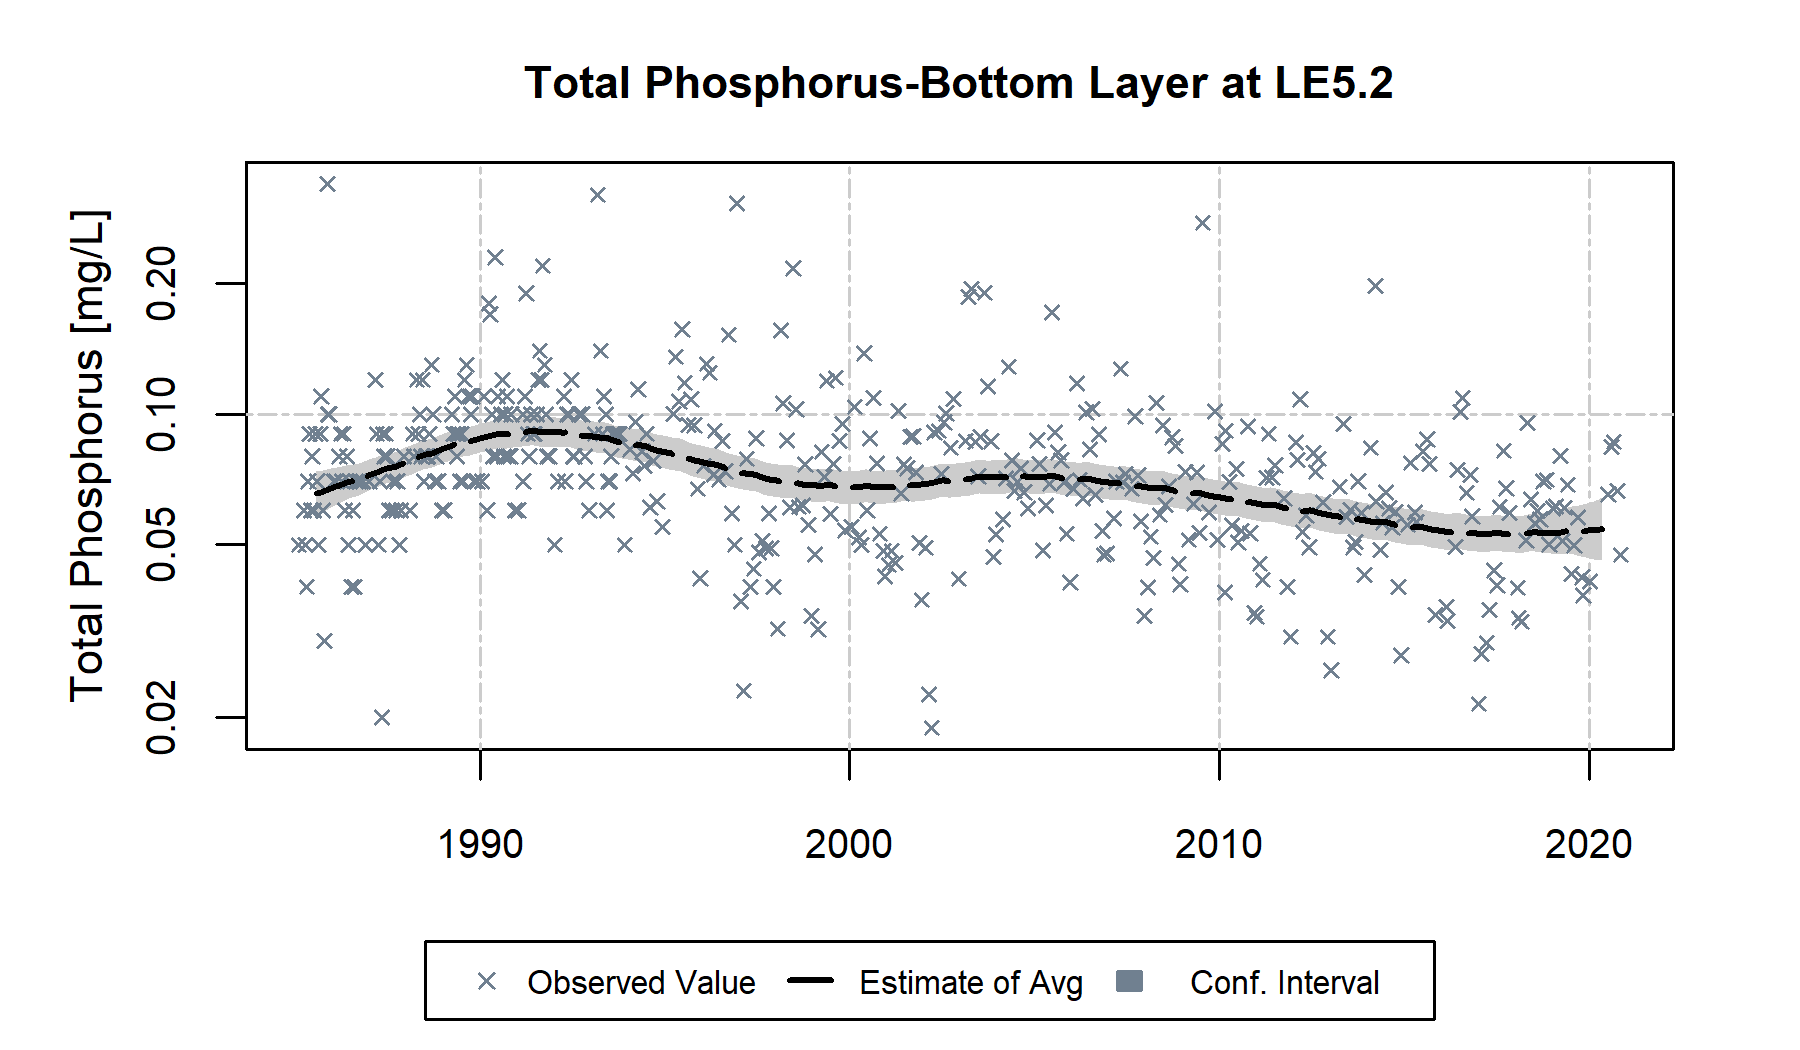 Total Phosphorus-Bottom Layer at LE5.2
Total Phosphorus [mg/L]
0.20
0.10
0.05
0.02
1990 2000 2010 2020
Observed Value Estimate of Avg Conf. Interval